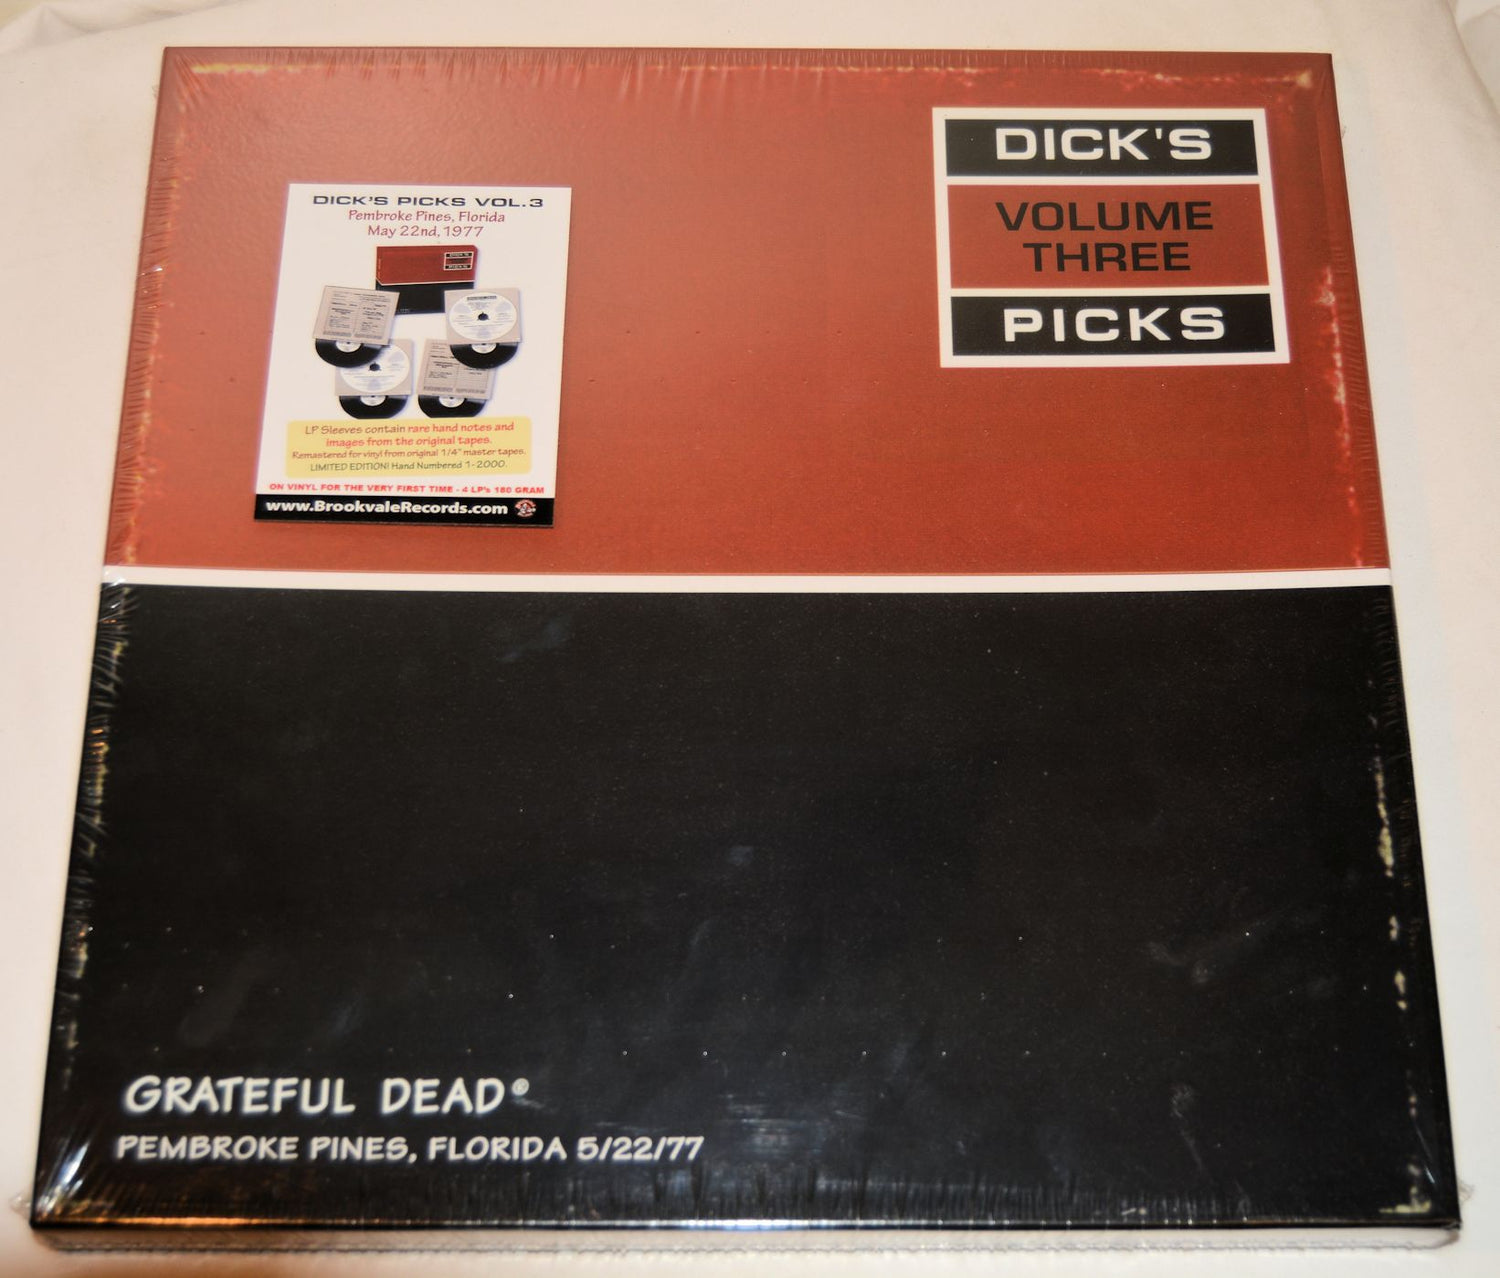 DICK'S
VOLUME
THREE
PICKS
DICK'S PICKS VOL.3
Pembroke Pines, Florida
May 22nd, 1977
LP Sleeves contain rare hand notes and
images from the original tapes.
Remastered for vinyl from original 1/4" master tapes.
LIMITED EDITION! Hand Numbered 1-2000.
ON VINYL FOR THE VERY FIRST TIME - 4 LP's 180 GRAM
www.BrookvaleRecords.com
GRATEFUL DEAD®
PEMBROKE PINES, FLORIDA 5/22/77